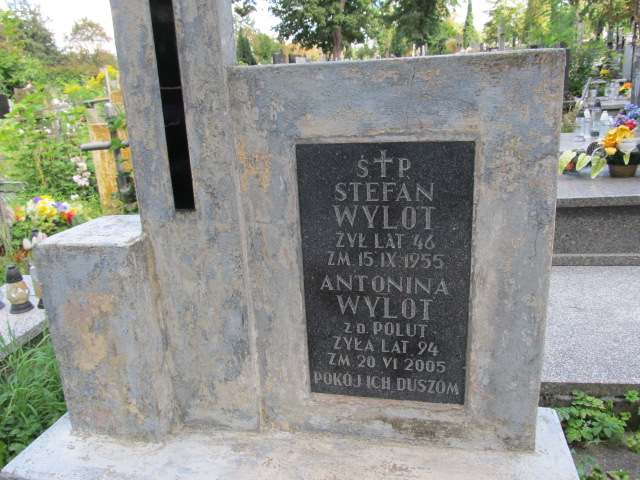 Ś✝P
STEFAN
WYLOT
ŻYŁ LAT 46
ZM. 15.IX.1955
ANTONINA
WYLOT
Z D. POLUT
ŻYŁA LAT 94
ZM 20 VI 2005
POKÓJ ICH DUSZOM